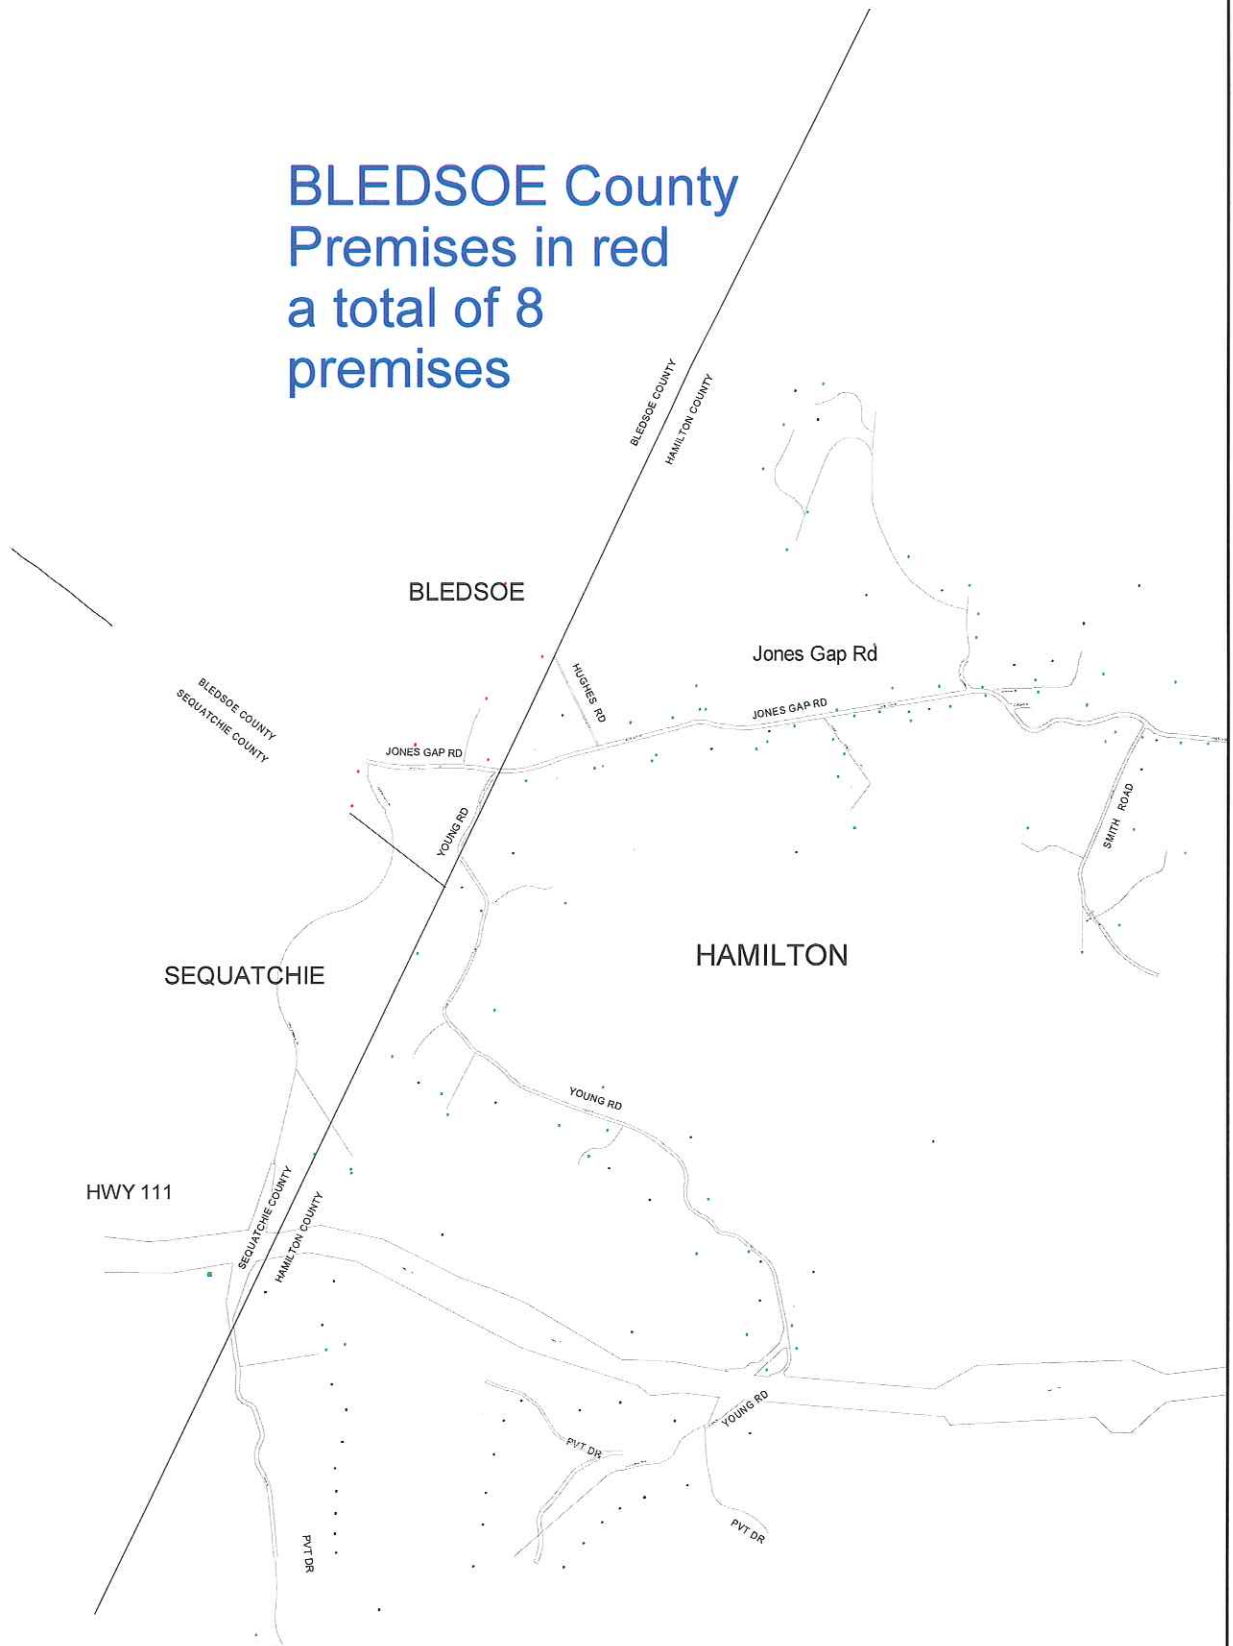 BLEDSOE County
Premises in red
a total of 8
premises
BLEDSOE COUNTY
HAMILTON COUNTY
BLEDSOE
Jones Gap Rd
HUGHES RD
JONES GAP RD
BLEDSOE COUNTY
SEQUATCHIE COUNTY
JONES GAP RD
YOUNG RD
SMITH ROAD
HAMILTON
SEQUATCHIE
YOUNG RD
HWY 111
SEQUATCHIE COUNTY
HAMILTON COUNTY
YOUNG RD
PVT DR
PVT DR
PVT DR